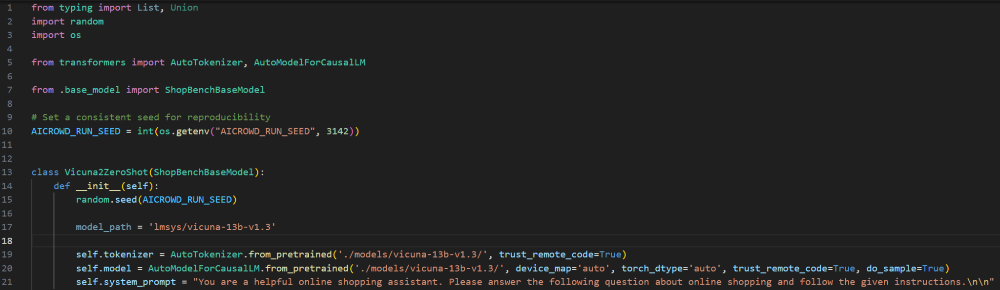 1 from typing import List, Union
2 import random
3 import os
4
5 from transformers import AutoTokenizer, AutoModelForCausalLM
6
7 from .base_model import ShopBenchBaseModel
8
9 # Set a consistent seed for reproducibility
10 AICROWD_RUN_SEED = int(os.getenv("AICROWD_RUN_SEED", 3142))
11
12
13 class Vicuna2ZeroShot(ShopBenchBaseModel):
14     def __init__(self):
15         random.seed(AICROWD_RUN_SEED)
16
17         model_path = 'lmsys/vicuna-13b-v1.3'
18
19         self.tokenizer = AutoTokenizer.from_pretrained('./models/vicuna-13b-v1.3/', trust_remote_code=True)
20         self.model = AutoModelForCausalLM.from_pretrained('./models/vicuna-13b-v1.3/', device_map='auto', torch_dtype='auto', trust_remote_code=True, do_sample=True)
21         self.system_prompt = "You are a helpful online shopping assistant. Please answer the following question about online shopping and follow the given instructions.\n\n"